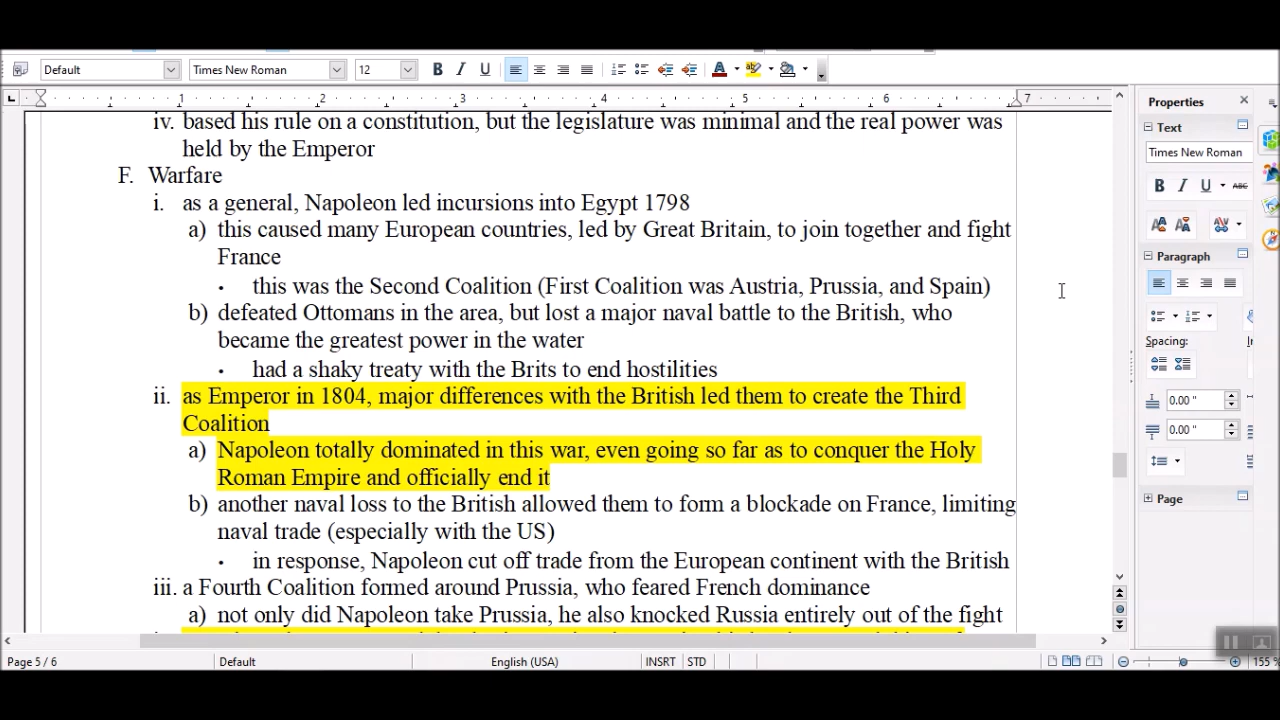 Default
Times New Roman
12
B I U
1 2 3 4 5 6 7
iv. based his rule on a constitution, but the legislature was minimal and the real power was
held by the Emperor
F. Warfare
i. as a general, Napoleon led incursions into Egypt 1798
a) this caused many European countries, led by Great Britain, to join together and fight
France
• this was the Second Coalition (First Coalition was Austria, Prussia, and Spain)
b) defeated Ottomans in the area, but lost a major naval battle to the British, who
became the greatest power in the water
• had a shaky treaty with the Brits to end hostilities
ii. as Emperor in 1804, major differences with the British led them to create the Third
Coalition
a) Napoleon totally dominated in this war, even going so far as to conquer the Holy
Roman Empire and officially end it
b) another naval loss to the British allowed them to form a blockade on France, limiting
naval trade (especially with the US)
• in response, Napoleon cut off trade from the European continent with the British
iii. a Fourth Coalition formed around Prussia, who feared French dominance
a) not only did Napoleon take Prussia, he also knocked Russia entirely out of the fight
Properties
Text
Times New Roman
B I U ABC
Paragraph
Spacing:
0.00 "
0.00 "
Page
Page 5 / 6
Default
English (USA)
INSRT
STD
155 %